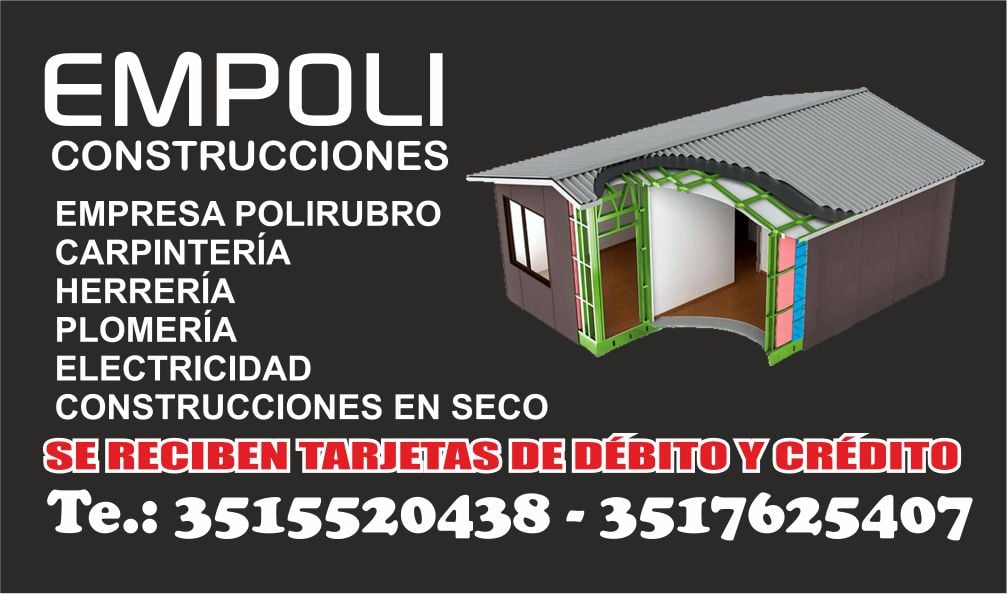 EMPOLI
CONSTRUCCIONES
EMPRESA POLIRUBRO
CARPINTERÍA
HERRERÍA
PLOMERÍA
ELECTRICIDAD
CONSTRUCCIONES EN SECO
SE RECIBEN TARJETAS DE DÉBITO Y CRÉDITO
Te.: 3515520438 - 3517625407